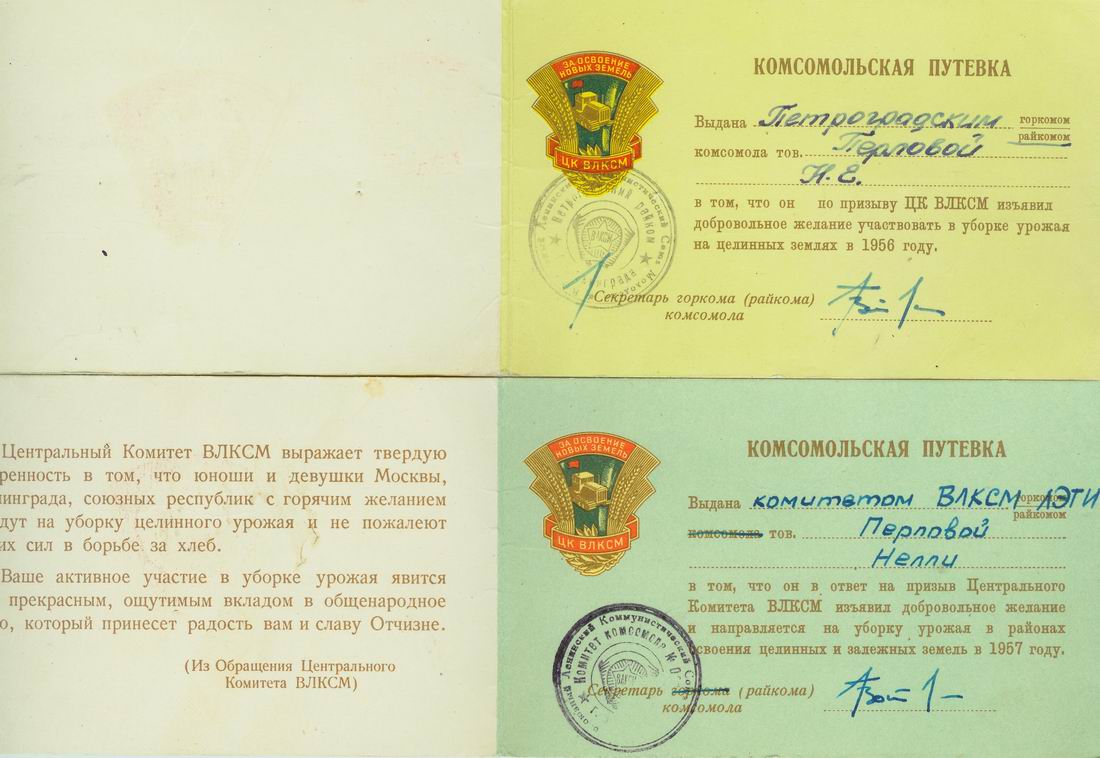 ЗА ОСВОЕНИЕ
НОВЫХ ЗЕМЕЛЬ
ЦК ВЛКСМ
КОМСОМОЛЬСКАЯ ПУТЕВКА
Выдана Петроградским горкомом
райкомом
комсомола тов. Перловой
Н. Е.
в том, что он по призыву ЦК ВЛКСМ изъявил
добровольное желание участвовать в уборке урожая
на целинных землях в 1956 году.
Секретарь горкома (райкома)
комсомола
Центральный Комитет ВЛКСМ выражает твердую
ренность в том, что юноши и девушки Москвы,
нинграда, союзных республик с горячим желанием
дут на уборку целинного урожая и не пожалеют
их сил в борьбе за хлеб.
Ваше активное участие в уборке урожая явится
прекрасным, ощутимым вкладом в общенародное
о, который принесет радость вам и славу Отчизне.
(Из Обращения Центрального
Комитета ВЛКСМ)
ЗА ОСВОЕНИЕ
НОВЫХ ЗЕМЕЛЬ
ЦК ВЛКСМ
КОМСОМОЛЬСКАЯ ПУТЕВКА
Выдана комитетом ВЛКСМ ЛЭТИ
горкомом
райкомом
комсомола тов. Перловой
Нелли
в том, что он в ответ на призыв Центрального
Комитета ВЛКСМ изъявил добровольное желание
и направляется на уборку урожая в районах
освоения целинных и залежных земель в 1957 году.
Комитет комсомола
ВЛКСМ
Секретарь горкома (райкома)
комсомола